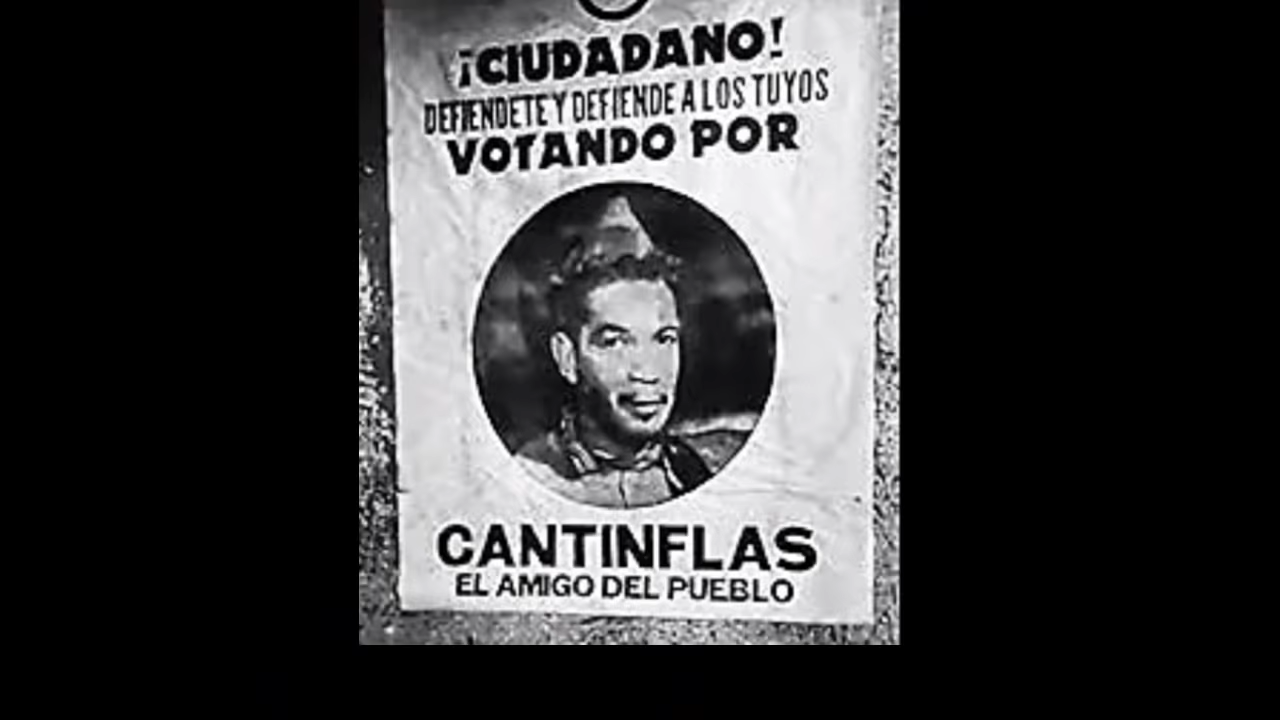 ¡CIUDADANO!
DEFIENDETE Y DEFIENDE A LOS TUYOS
VOTANDO POR
CANTINFLAS
EL AMIGO DEL PUEBLO